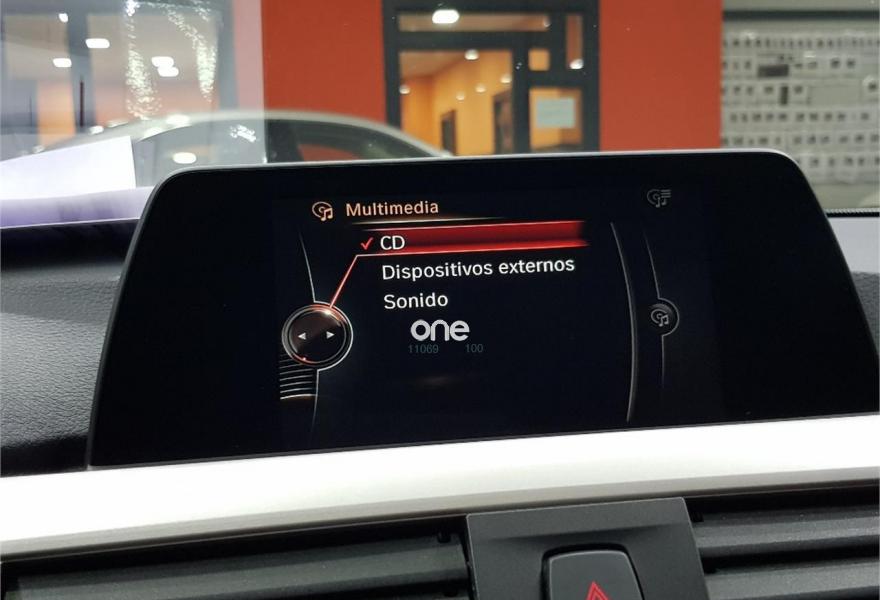 Multimedia
CD
Dispositivos externos
Sonido
one
11069 100